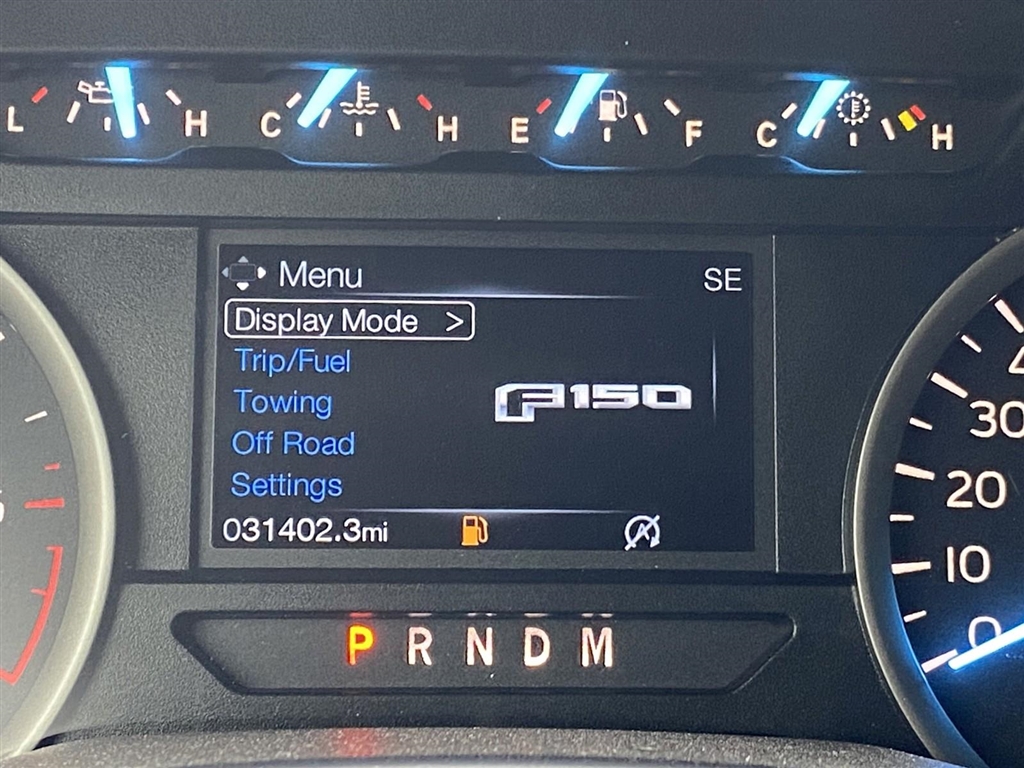 L H C H E F C H
Menu SE
Display Mode >
Trip/Fuel
F150
Towing
Off Road
Settings
031402.3mi A
30
20
10
0
P R N D M